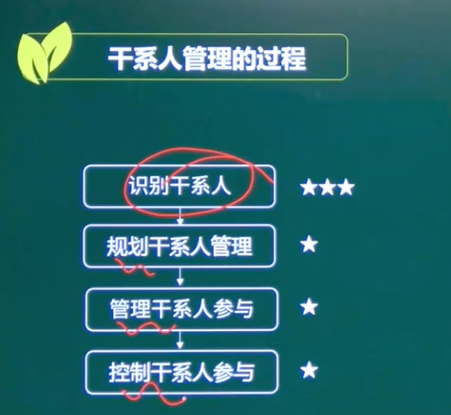 干系人管理的过程
识别干系人 ★★★
规划干系人管理 ★
管理干系人参与 ★
控制干系人参与 ★